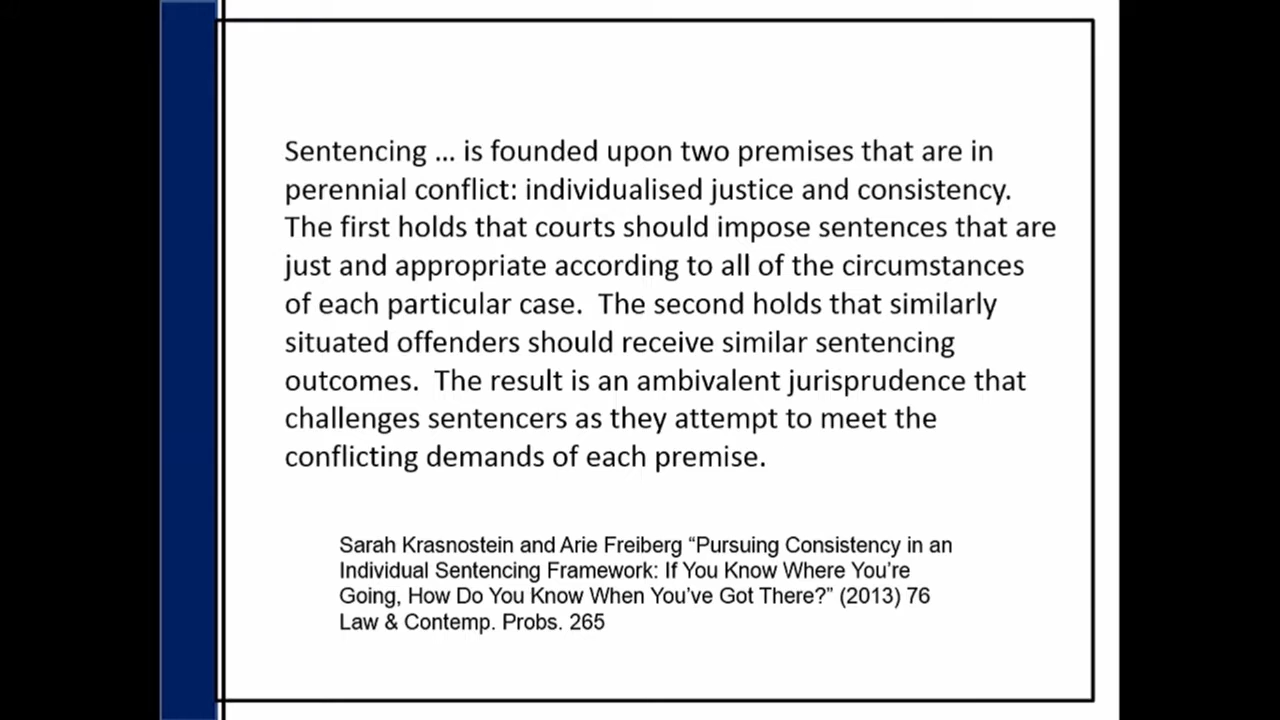 Sentencing ... is founded upon two premises that are in
perennial conflict: individualised justice and consistency.
The first holds that courts should impose sentences that are
just and appropriate according to all of the circumstances
of each particular case.  The second holds that similarly
situated offenders should receive similar sentencing
outcomes.  The result is an ambivalent jurisprudence that
challenges sentencers as they attempt to meet the
conflicting demands of each premise.
Sarah Krasnostein and Arie Freiberg “Pursuing Consistency in an
Individual Sentencing Framework: If You Know Where You’re
Going, How Do You Know When You’ve Got There?” (2013) 76
Law & Contemp. Probs. 265